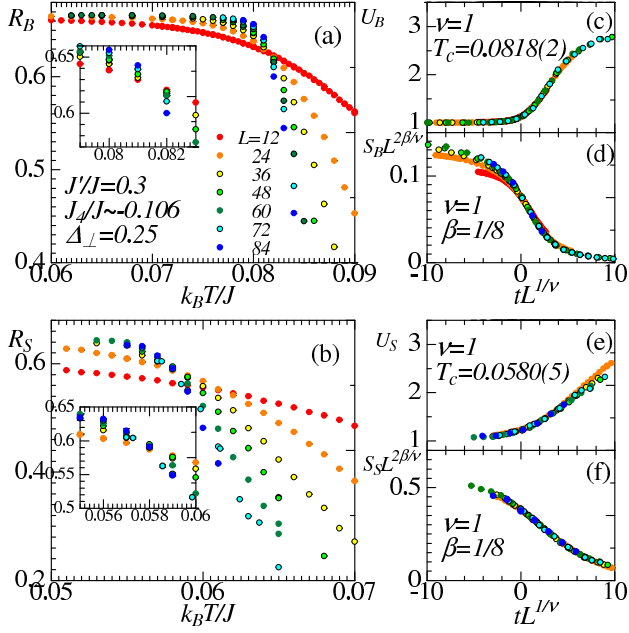 R_B
(a)
0.6
0.5
0.4
0.06
0.07
0.08
0.09
k_BT/J
0.65
0.6
0.08
0.082
L=12
24
36
48
60
72
84
J'/J=0.3
J_4/J~-0.106
Δ_⊥=0.25
U_B
(c)
3
2
1
ν=1
T_c=0.0818(2)
S_BL^{2β/ν}
(d)
0.1
0
ν=1
β=1/8
-10
0
10
tL^{1/ν}
R_S
(b)
0.6
0.4
0.2
0.05
0.06
0.07
k_BT/J
0.65
0.6
0.55
0.5
0.056
0.058
0.06
U_S
(e)
2
1
ν=1
T_c=0.0580(5)
S_SL^{2β/ν}
(f)
0.5
0
ν=1
β=1/8
-10
0
10
tL^{1/ν}